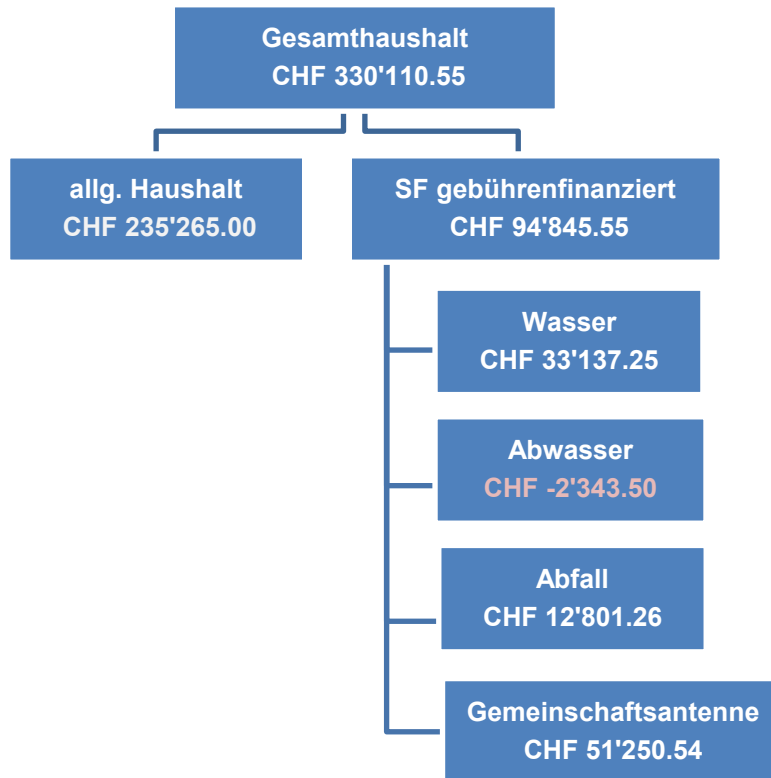 Gesamthaushalt
CHF 330'110.55
allg. Haushalt
CHF 235'265.00
SF gebührenfinanziert
CHF 94'845.55
Wasser
CHF 33'137.25
Abwasser
CHF -2'343.50
Abfall
CHF 12'801.26
Gemeinschaftsantenne
CHF 51'250.54